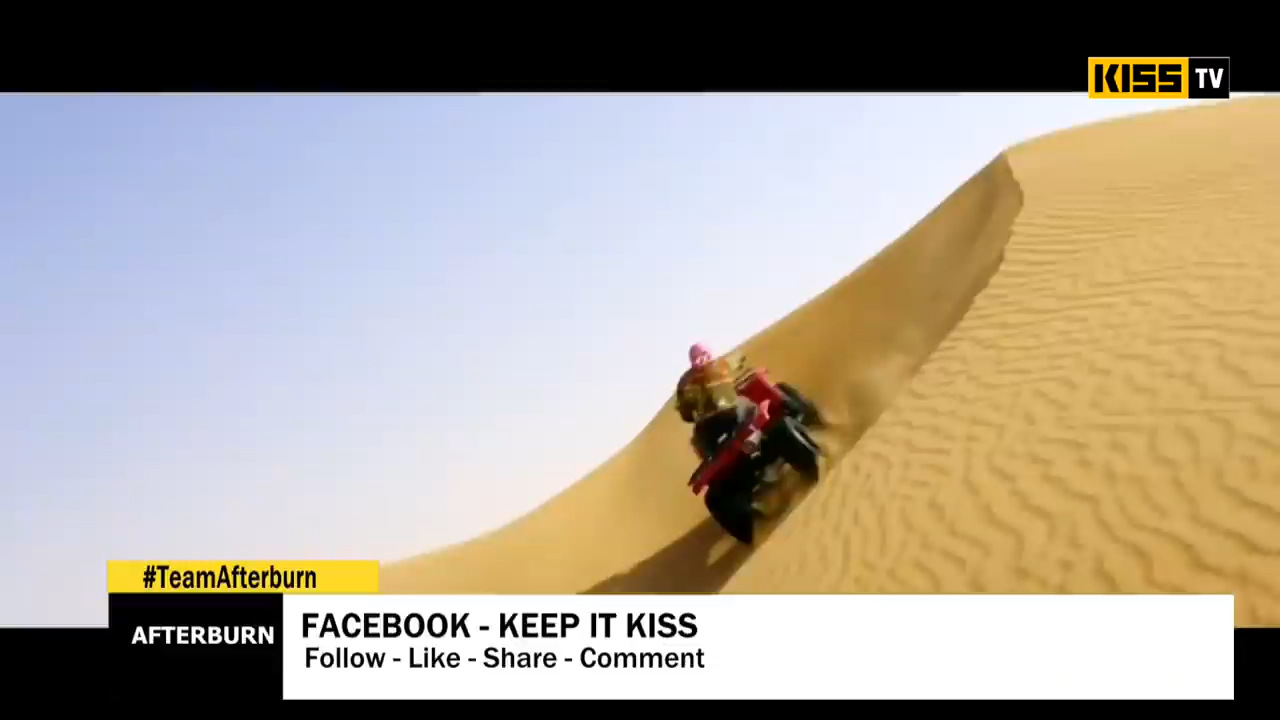 KISS TV
#TeamAfterburn
AFTERBURN
FACEBOOK - KEEP IT KISS
Follow - Like - Share - Comment